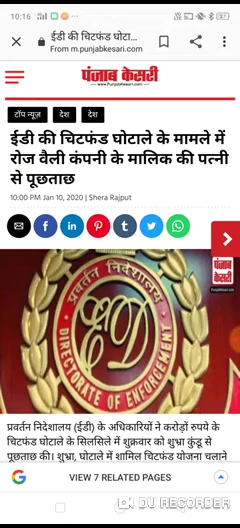 10:16
ईडी की चिटफंड घोटा...
From m.punjabkesari.com
पंजाब केसरी
www.Punjabkesari.com
टॉप न्यूज़ देश देश
ईडी की चिटफंड घोटाले के मामले में
रोज वैली कंपनी के मालिक की पत्नी
से पूछताछ
10:00 PM Jan 10, 2020 | Shera Rajput
पंजाब केसरी
प्रवर्तन निदेशालय
ED
DIRECTORATE OF ENFORCEMENT
प्रवर्तन निदेशालय (ईडी) के अधिकारियों ने करोड़ों रुपये के
चिटफंड घोटाले के सिलसिले में शुक्रवार को शुभ्रा कुंडू से
पूछताछ की। शुभ्रा, घोटाले में शामिल चिटफंड योजना चलाने
G VIEW 7 RELATED PAGES
DU RECORDER